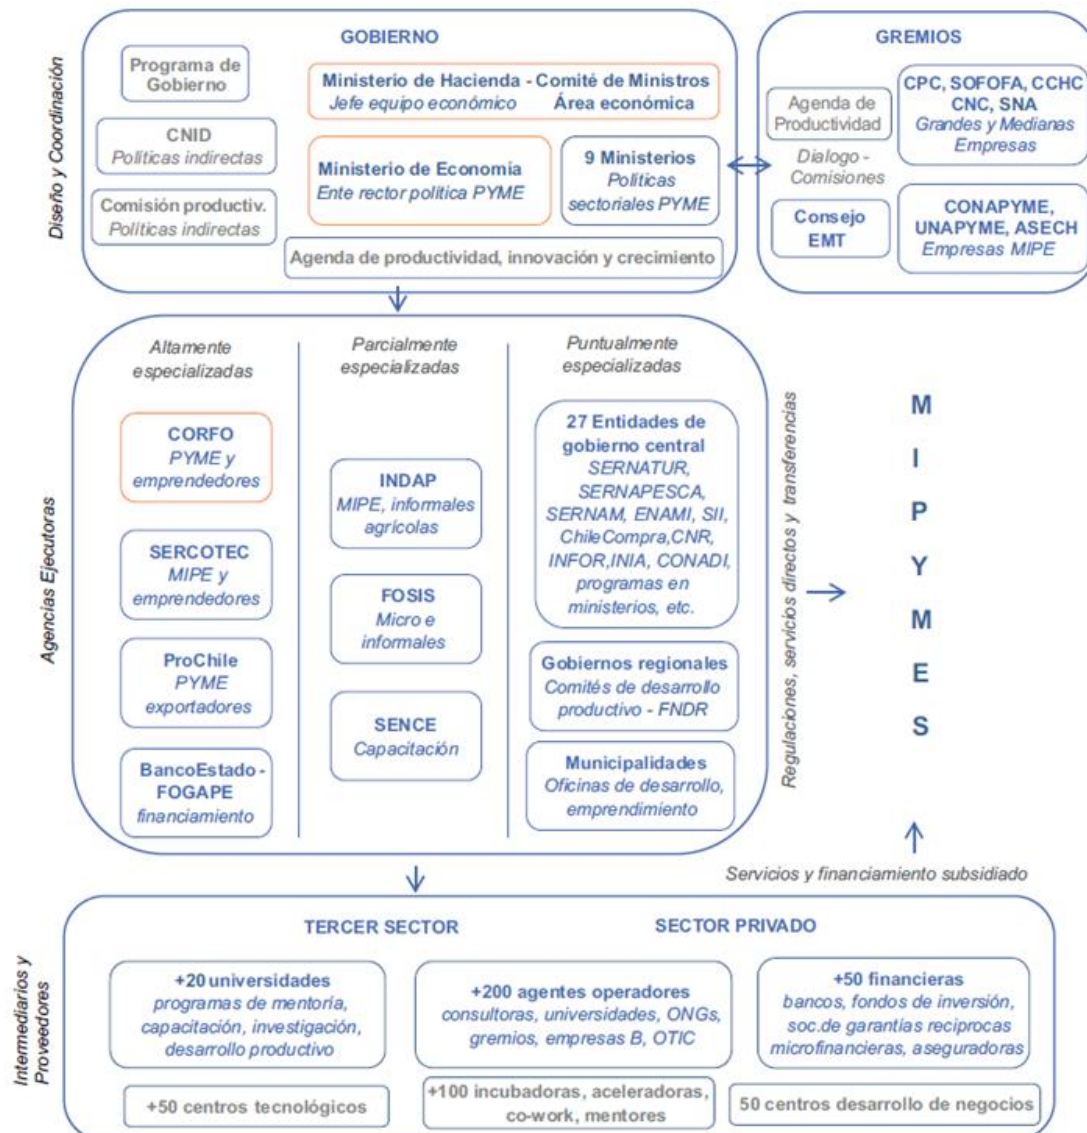 Diseño y Coordinación
GOBIERNO
Programa de
Gobierno
CNID
Políticas indirectas
Comisión productiv.
Políticas indirectas
Ministerio de Hacienda - Comité de Ministros
Jefe equipo económico Área económica
Ministerio de Economía
Ente rector política PYME
9 Ministerios
Políticas
sectoriales PYME
Agenda de productividad, innovación y crecimiento
GREMIOS
Agenda de
Productividad
Dialogo -
Comisiones
Consejo
EMT
CPC, SOFOFA, CCHC
CNC, SNA
Grandes y Medianas
Empresas
CONAPYME,
UNAPYME, ASECH
Empresas MIPE
Agencias Ejecutoras
Altamente
especializadas
CORFO
PYME y
emprendedores
SERCOTEC
MIPE y
emprendedores
ProChile
PYME
exportadores
BancoEstado -
FOGAPE
financiamiento
Parcialmente
especializadas
INDAP
MIPE, informales
agrícolas
FOSIS
Micro e
informales
SENCE
Capacitación
Puntualmente
especializadas
27 Entidades de
gobierno central
SERNATUR,
SERNAPESCA,
SERNAM, ENAMI, SII,
ChileCompra,CNR,
INFOR,INIA, CONADI,
programas en
ministerios, etc.
Gobiernos regionales
Comités de desarrollo
productivo - FNDR
Municipalidades
Oficinas de desarrollo,
emprendimiento
Regulaciones, servicios directos y transferencias
M
I
P
Y
M
E
S
Servicios y financiamiento subsidiado
Intermediarios y
Proveedores
TERCER SECTOR
SECTOR PRIVADO
+20 universidades
programas de mentoría,
capacitación, investigación,
desarrollo productivo
+200 agentes operadores
consultoras, universidades, ONGs,
gremios, empresas B, OTIC
+50 financieras
bancos, fondos de inversión,
soc.de garantías reciprocas
microfinancieras, aseguradoras
+50 centros tecnológicos
+100 incubadoras, aceleradoras,
co-work, mentores
50 centros desarrollo de negocios